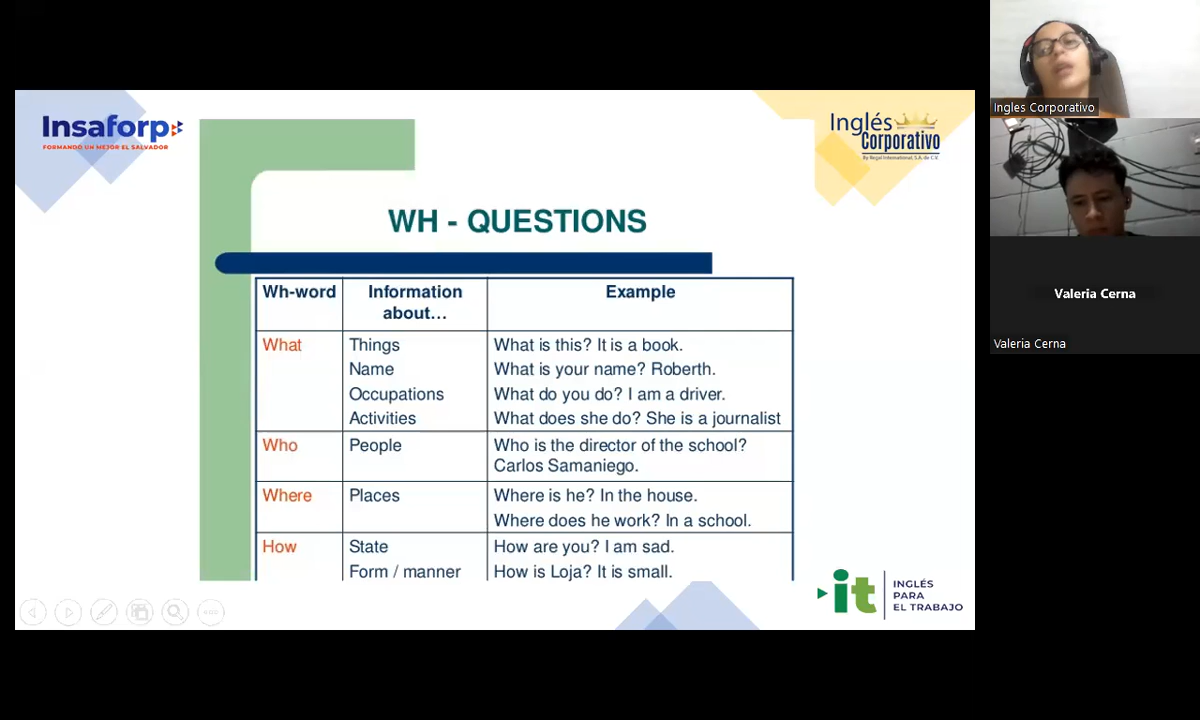 Insaforp
FORMANDO UN MEJOR EL SALVADOR
Inglés
Corporativo
By Regal International, S.A. de C.V.
WH - QUESTIONS
Wh-word
Information about…
Example
What
Things
What is this? It is a book.
Name
What is your name? Roberth.
Occupations
What do you do? I am a driver.
Activities
What does she do? She is a journalist
Who
People
Who is the director of the school?
Carlos Samaniego.
Where
Places
Where is he? In the house.
Where does he work? In a school.
How
State
How are you? I am sad.
Form / manner
How is Loja? It is small.
it
INGLÉS
PARA
EL TRABAJO
Ingles Corporativo
Valeria Cerna
Valeria Cerna